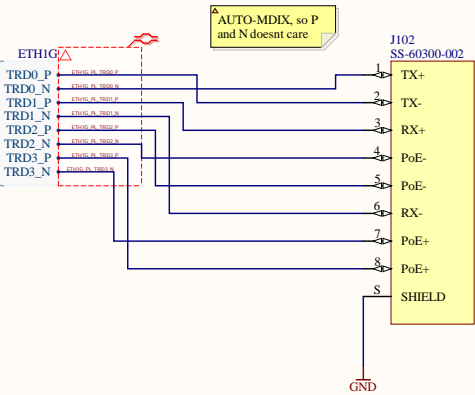 AUTO-MDIX, so P
and N doesnt care
J102
SS-60300-002
ETH1G
TRD0_P ETH1G_PL_TRD0_P
TRD0_N ETH1G_PL_TRD0_N
TRD1_P ETH1G_PL_TRD1_P
TRD1_N ETH1G_PL_TRD1_N
TRD2_P ETH1G_PL_TRD2_P
TRD2_N ETH1G_PL_TRD2_N
TRD3_P ETH1G_PL_TRD3_P
TRD3_N ETH1G_PL_TRD3_N
1 TX+
2 TX-
3 RX+
4 PoE-
5 PoE-
6 RX-
7 PoE+
8 PoE+
S SHIELD
GND